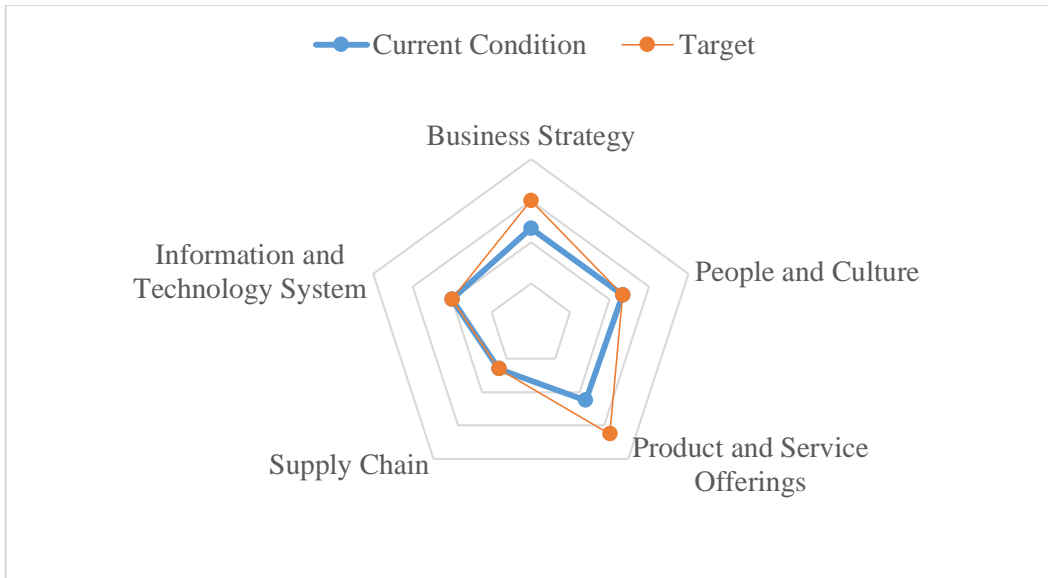 Current Condition
Target
Business Strategy
Information and
Technology System
People and Culture
Supply Chain
Product and Service
Offerings